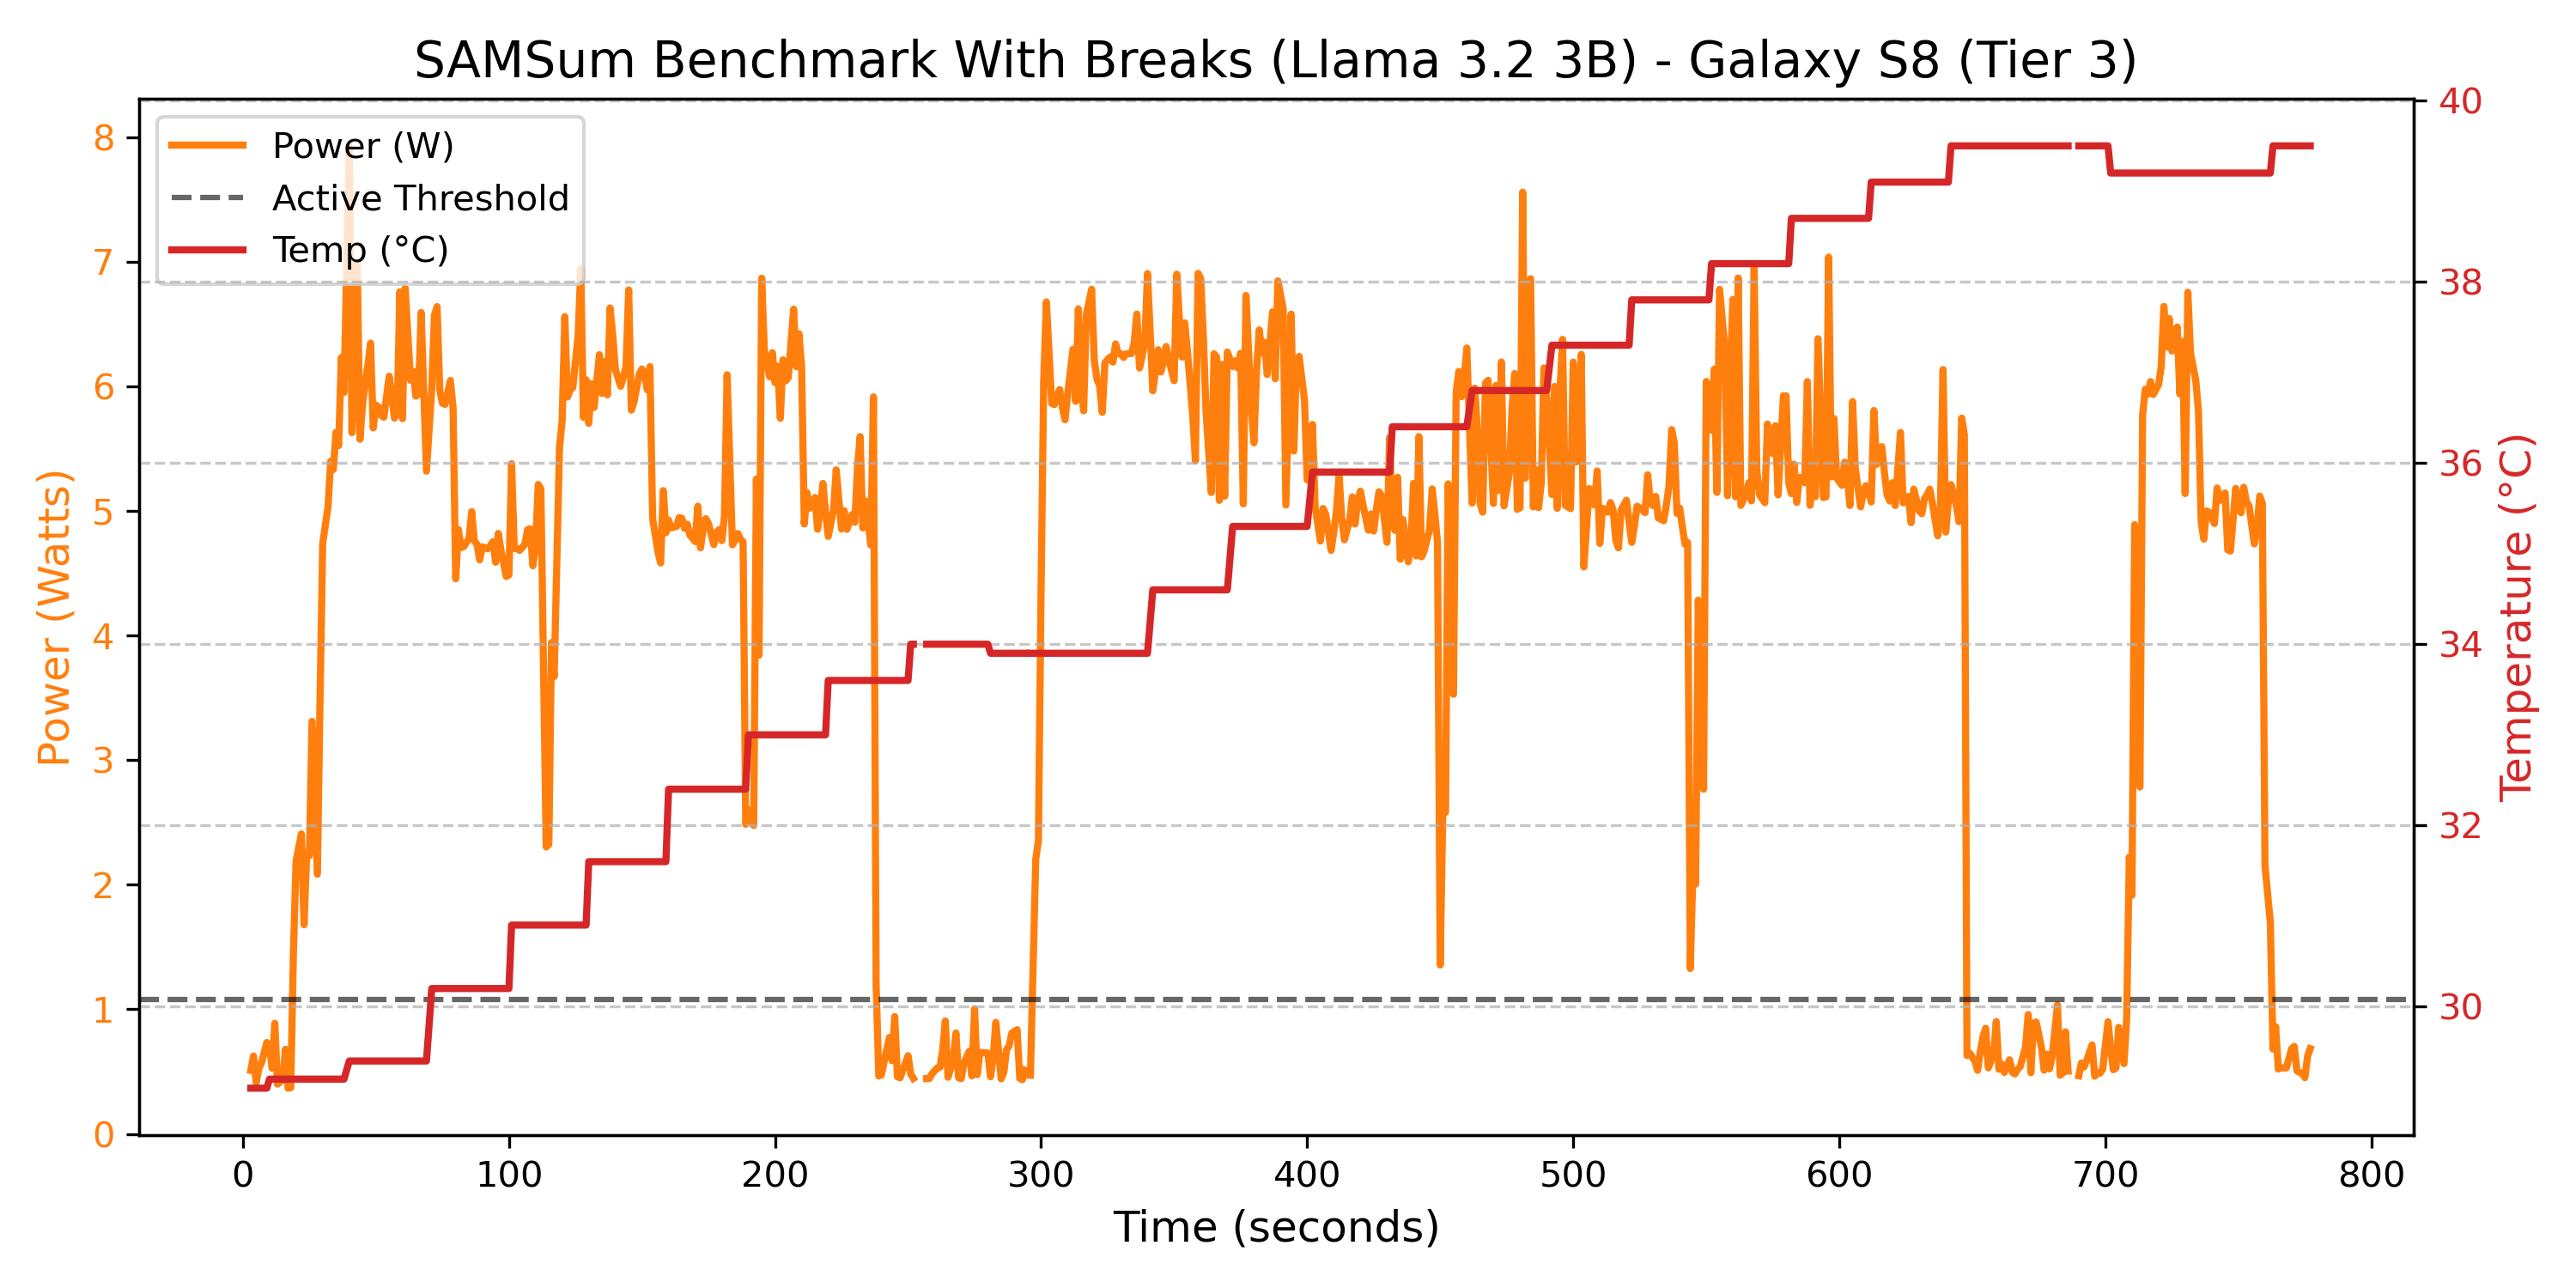 SAMSum Benchmark With Breaks (Llama 3.2 3B) - Galaxy S8 (Tier 3)
Power (W)
Active Threshold
Temp (°C)
Power (Watts)
8
7
6
5
4
3
2
1
0
40
38
36
34
32
30
Temperature (°C)
0 100 200 300 400 500 600 700 800
Time (seconds)